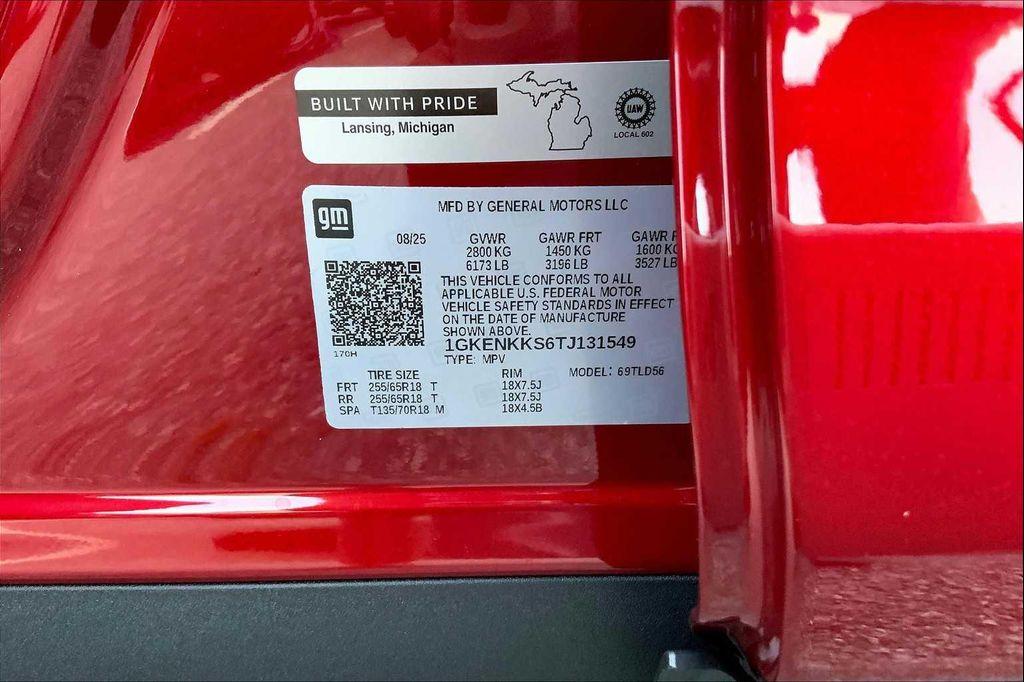 BUILT WITH PRIDE
Lansing, Michigan
UAW
LOCAL 602
gm
MFD BY GENERAL MOTORS LLC
08/25 GVWR GAWR FRT GAWR
2800 KG 1450 KG 1600 KG
6173 LB 3196 LB 3527 LB
THIS VEHICLE CONFORMS TO ALL
APPLICABLE U.S. FEDERAL MOTOR
VEHICLE SAFETY STANDARDS IN EFFECT
ON THE DATE OF MANUFACTURE
SHOWN ABOVE.
1GKENKKS6TJ131549
170H
TYPE: MPV
TIRE SIZE RIM MODEL: 69TLD56
FRT 255/65R18 T 18X7.5J
RR 255/65R18 T 18X7.5J
SPA T135/70R18 M 18X4.5B